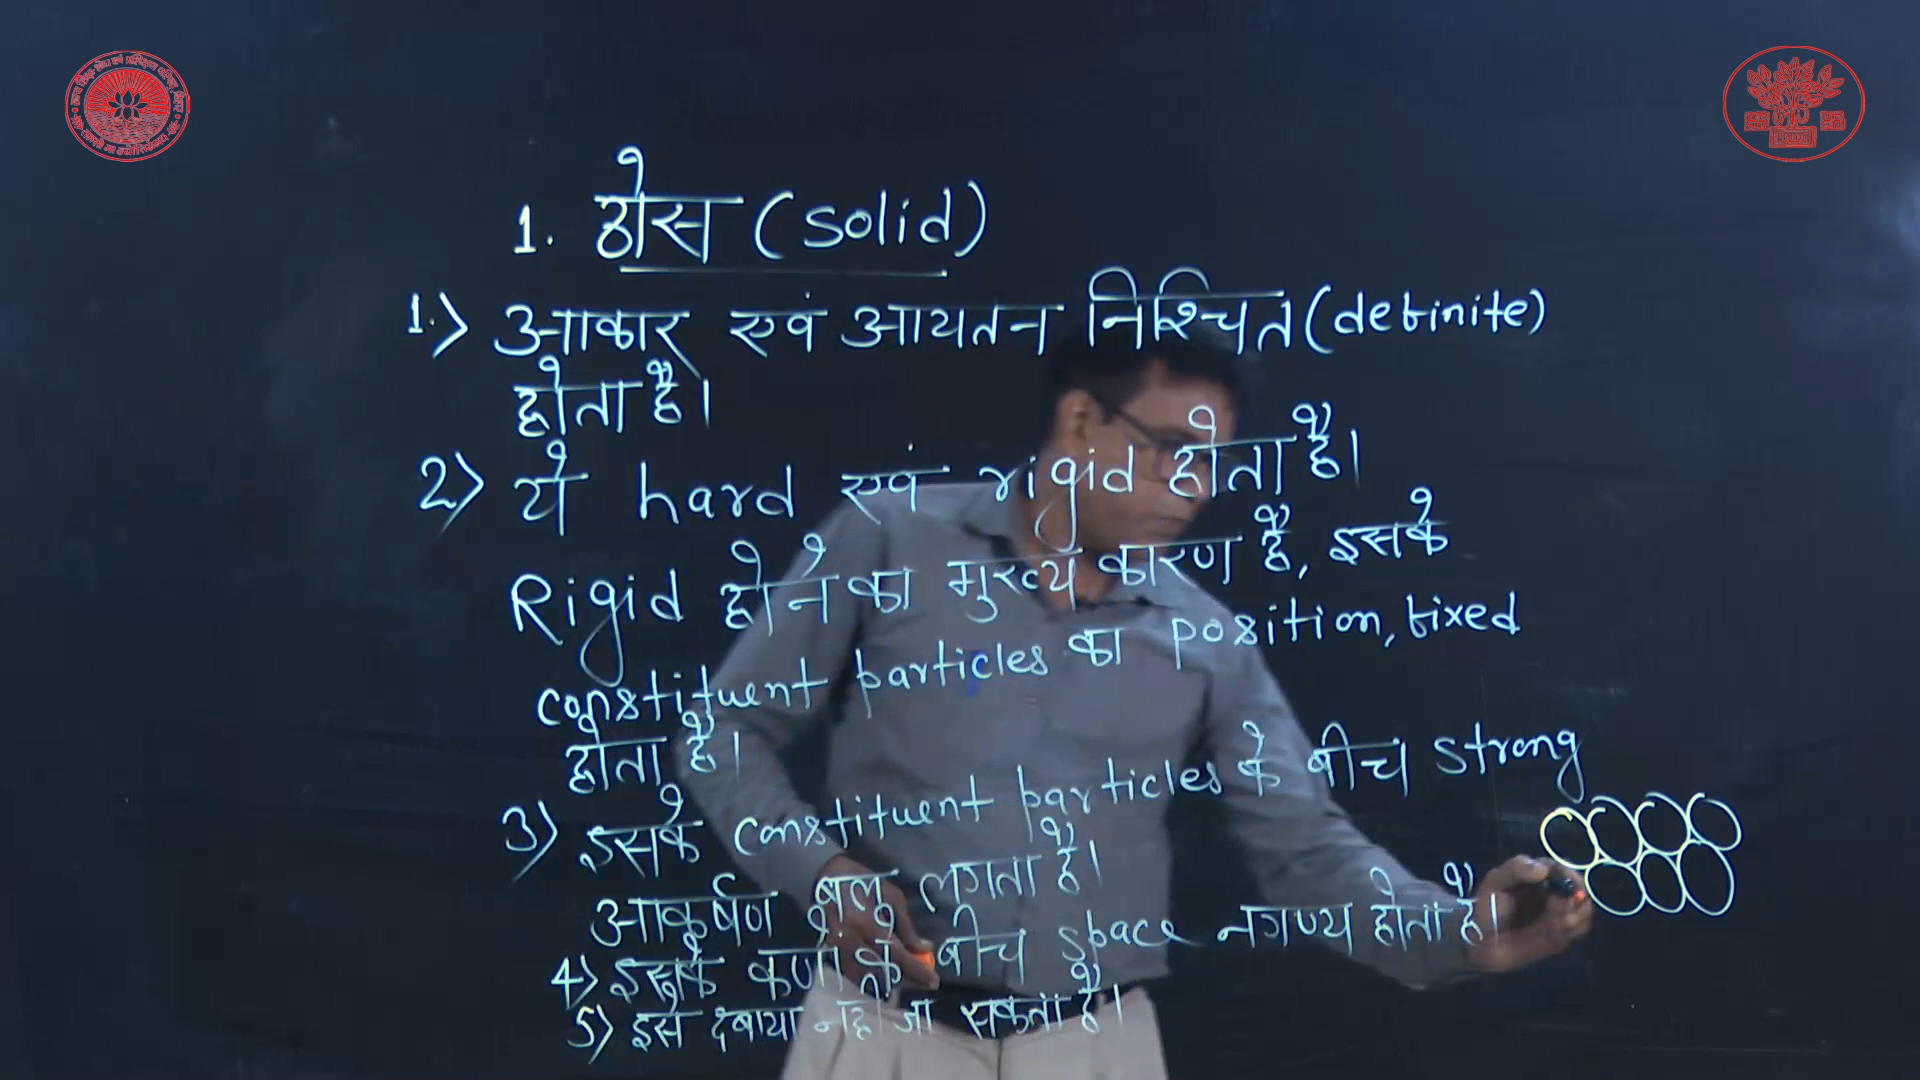 1. ठोस (solid)
1.) आकार एवं आयतन निश्चित (definite)
होता है।
2) ये hard एवं rigid होता है।
Rigid होने का मुख्य कारण है, इसके
constituent particles का position, fixed
होता है।
3) इसके constituent particles के बीच strong
आकर्षण बल लगता है।
4) इसके कणों के बीच space नगण्य होता है।
5) इसे दबाया नहीं जा सकता है।